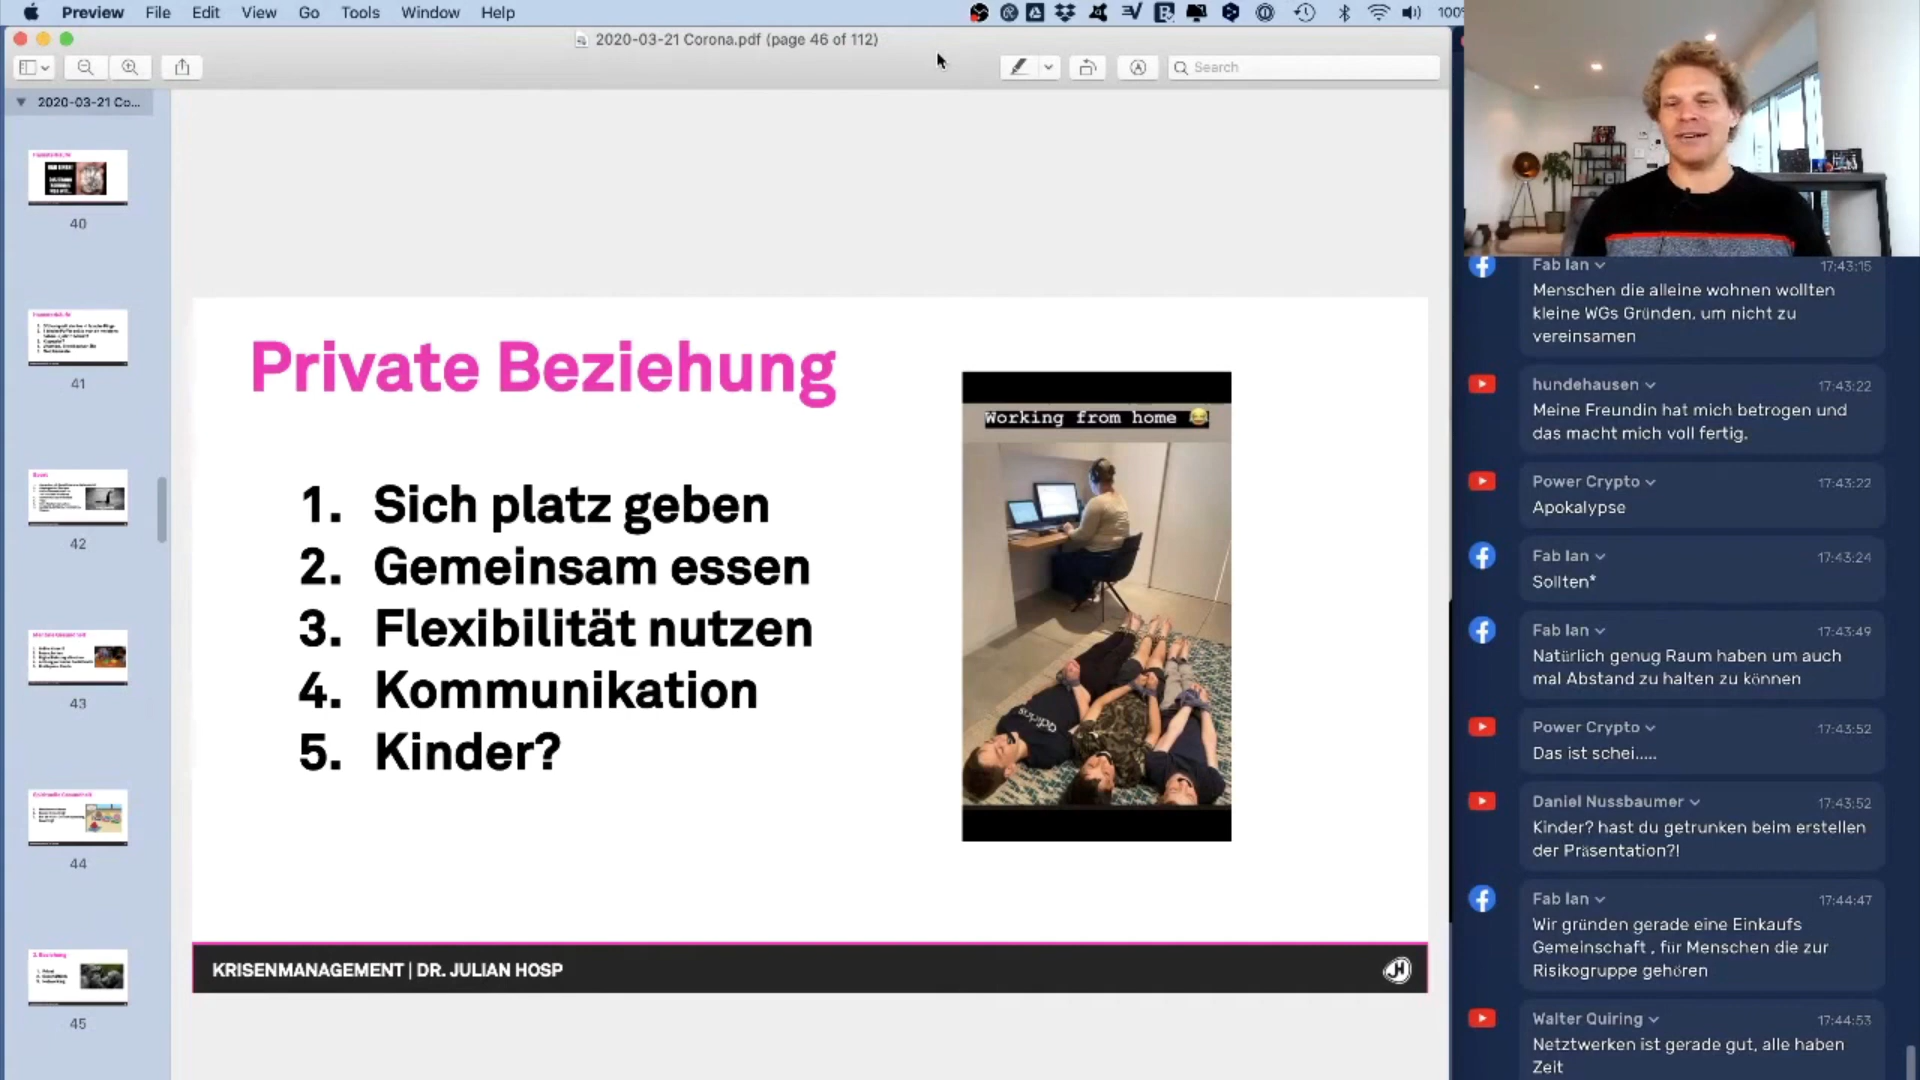 Preview File Edit View Go Tools Window Help
100%
2020-03-21 Corona.pdf (page 46 of 112)
Search
2020-03-21 Co...
40
41
42
43
44
45
Private Beziehung
1. Sich platz geben
2. Gemeinsam essen
3. Flexibilität nutzen
4. Kommunikation
5. Kinder?
Working from home 😂
adidas
KRISENMANAGEMENT | DR. JULIAN HOSP
Fab Ian 17:43:15
Menschen die alleine wohnen wollten
kleine WGs Gründen, um nicht zu
vereinsamen
hundehausen 17:43:22
Meine Freundin hat mich betrogen und
das macht mich voll fertig.
Power Crypto 17:43:22
Apokalypse
Fab Ian 17:43:24
Sollten*
Fab Ian 17:43:49
Natürlich genug Raum haben um auch
mal Abstand zu halten zu können
Power Crypto 17:43:52
Das ist schei.....
Daniel Nussbaumer 17:43:52
Kinder? hast du getrunken beim erstellen
der Präsentation?!
Fab Ian 17:44:47
Wir gründen gerade eine Einkaufs
Gemeinschaft , für Menschen die zur
Risikogruppe gehören
Walter Quiring 17:44:53
Netztwerken ist gerade gut, alle haben
Zeit